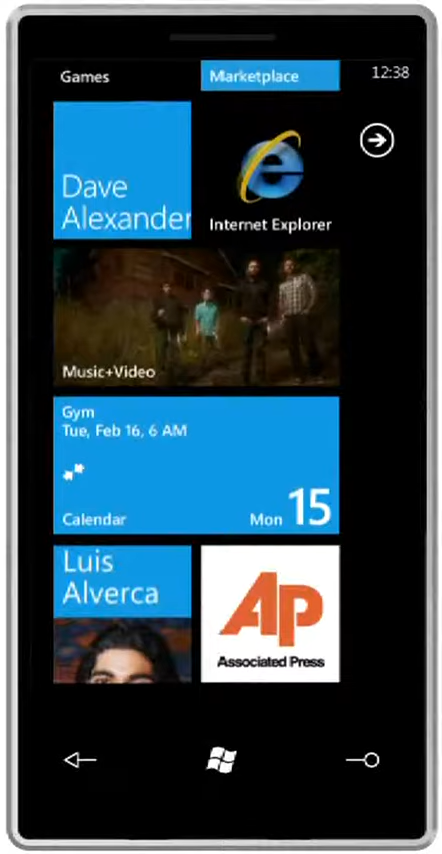 Games
Marketplace
12:38
Dave
Alexander
Internet Explorer
Music+Video
Gym
Tue, Feb 16, 6 AM
Calendar
Mon 15
Luis
Alverca
AP
Associated Press